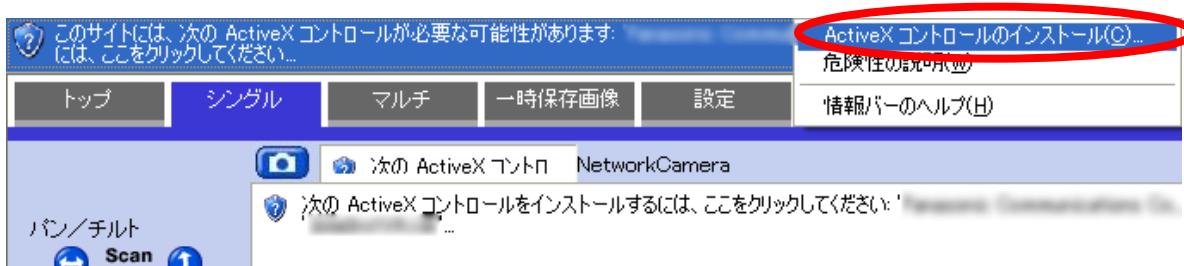 このサイトには、次の ActiveX コントロールが必要な可能性があります: '
には、ここをクリックしてください...
ActiveX コントロールのインストール(C)...
危険性の説明(W)
情報バーのヘルプ(H)
トップ
シングル
マルチ
一時保存画像
設定
次の ActiveX コントロ
NetworkCamera
次の ActiveX コントロールをインストールするには、ここをクリックしてください: '
'...
パン／チルト
Scan